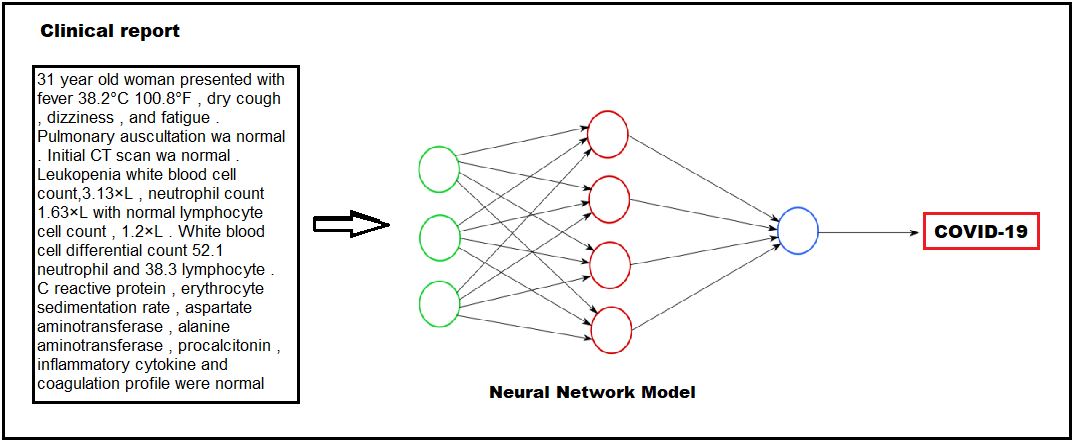 Clinical report
31 year old woman presented with
fever 38.2°C 100.8°F , dry cough
, dizziness , and fatigue .
Pulmonary auscultation wa normal
. Initial CT scan wa normal .
Leukopenia white blood cell
count,3.13×L , neutrophil count
1.63×L with normal lymphocyte
cell count , 1.2×L . White blood
cell differential count 52.1
neutrophil and 38.3 lymphocyte .
C reactive protein , erythrocyte
sedimentation rate , aspartate
aminotransferase , alanine
aminotransferase , procalcitonin ,
inflammatory cytokine and
coagulation profile were normal
COVID-19
Neural Network Model